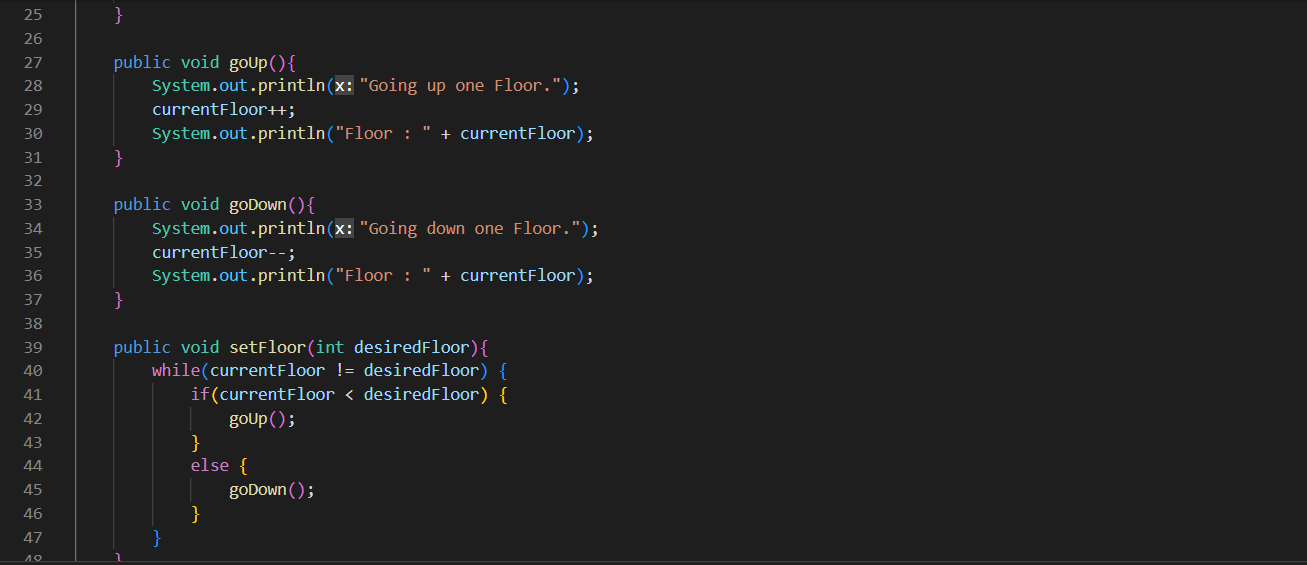 25 }
26
27 public void goUp(){
28 System.out.println(x: "Going up one Floor.");
29 currentFloor++;
30 System.out.println("Floor : " + currentFloor);
31 }
32
33 public void goDown(){
34 System.out.println(x: "Going down one Floor.");
35 currentFloor--;
36 System.out.println("Floor : " + currentFloor);
37 }
38
39 public void setFloor(int desiredFloor){
40 while(currentFloor != desiredFloor) {
41 if(currentFloor < desiredFloor) {
42 goUp();
43 }
44 else {
45 goDown();
46 }
47 }
48 }